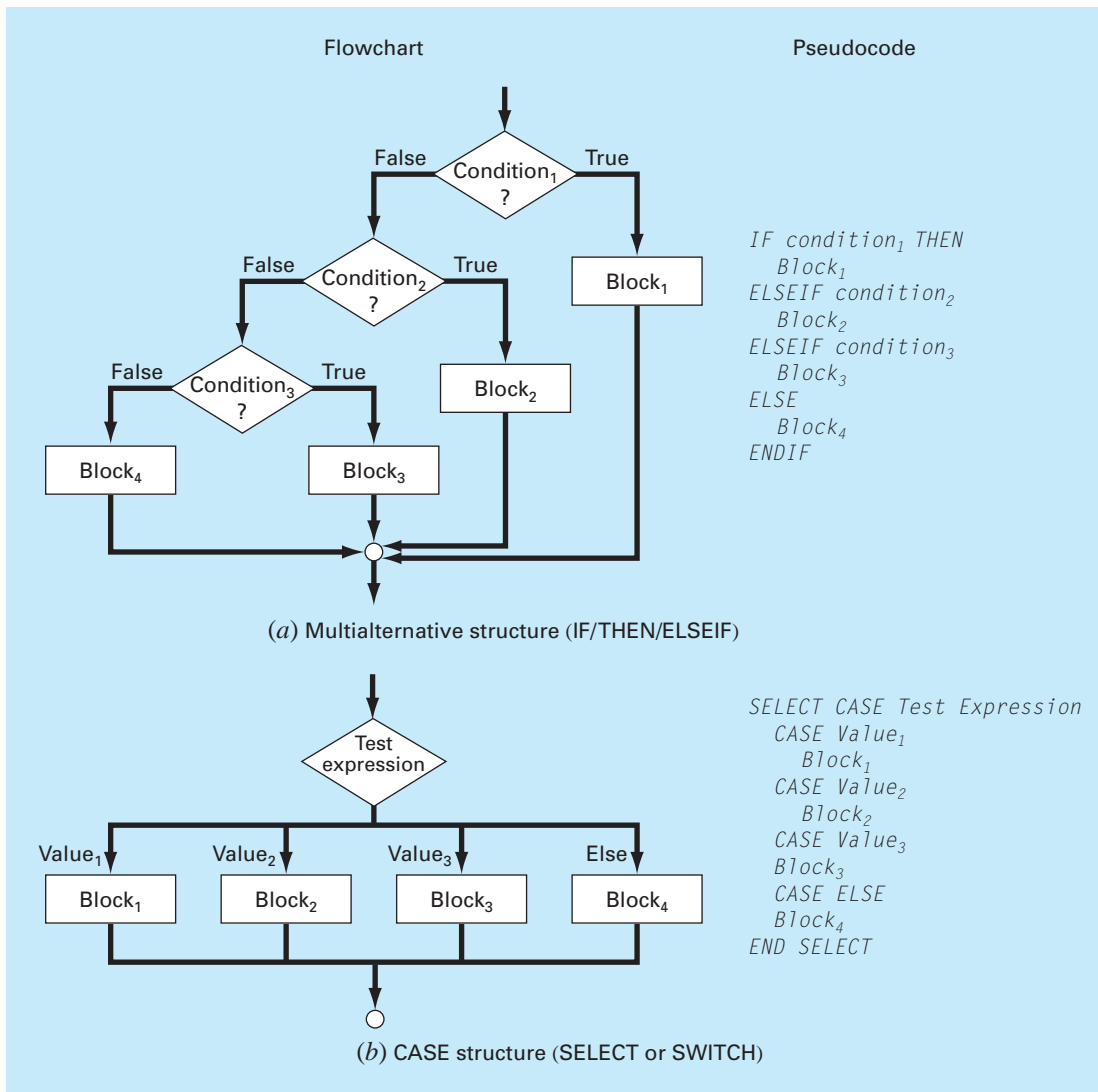 Flowchart
Pseudocode
False
Condition₁
?
True
False
Condition₂
?
True
Block₁
False
Condition₃
?
True
Block₂
Block₄
Block₃
IF condition₁ THEN
Block₁
ELSEIF condition₂
Block₂
ELSEIF condition₃
Block₃
ELSE
Block₄
ENDIF
(a) Multialternative structure (IF/THEN/ELSEIF)
Test
expression
Value₁
Value₂
Value₃
Else
Block₁
Block₂
Block₃
Block₄
SELECT CASE Test Expression
CASE Value₁
Block₁
CASE Value₂
Block₂
CASE Value₃
Block₃
CASE ELSE
Block₄
END SELECT
(b) CASE structure (SELECT or SWITCH)